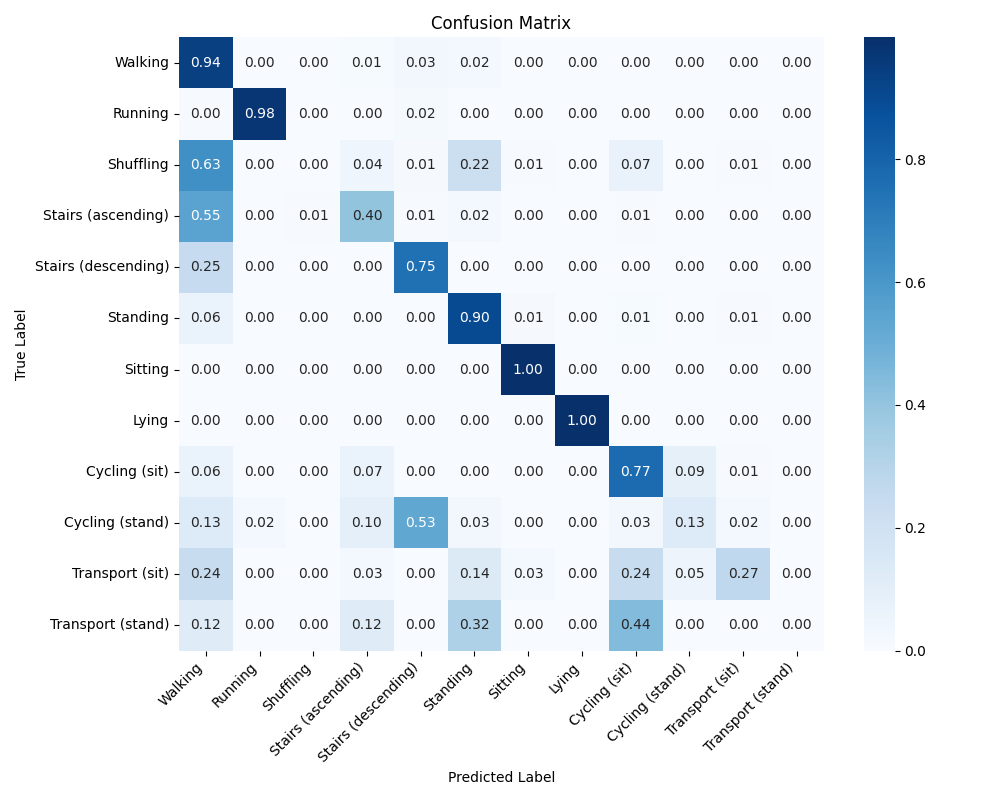 Confusion Matrix
Walking 0.94 0.00 0.00 0.01 0.03 0.02 0.00 0.00 0.00 0.00 0.00 0.00
Running 0.00 0.98 0.00 0.00 0.02 0.00 0.00 0.00 0.00 0.00 0.00 0.00
Shuffling 0.63 0.00 0.00 0.04 0.01 0.22 0.01 0.00 0.07 0.00 0.01 0.00
Stairs (ascending) 0.55 0.00 0.01 0.40 0.01 0.02 0.00 0.00 0.01 0.00 0.00 0.00
Stairs (descending) 0.25 0.00 0.00 0.00 0.75 0.00 0.00 0.00 0.00 0.00 0.00 0.00
Standing 0.06 0.00 0.00 0.00 0.00 0.90 0.01 0.00 0.01 0.00 0.01 0.00
Sitting 0.00 0.00 0.00 0.00 0.00 0.00 1.00 0.00 0.00 0.00 0.00 0.00
Lying 0.00 0.00 0.00 0.00 0.00 0.00 0.00 1.00 0.00 0.00 0.00 0.00
Cycling (sit) 0.06 0.00 0.00 0.07 0.00 0.00 0.00 0.00 0.77 0.09 0.01 0.00
Cycling (stand) 0.13 0.02 0.00 0.10 0.53 0.03 0.00 0.00 0.03 0.13 0.02 0.00
Transport (sit) 0.24 0.00 0.00 0.03 0.00 0.14 0.03 0.00 0.24 0.05 0.27 0.00
Transport (stand) 0.12 0.00 0.00 0.12 0.00 0.32 0.00 0.00 0.44 0.00 0.00 0.00
True Label
Walking
Running
Shuffling
Stairs (ascending)
Stairs (descending)
Standing
Sitting
Lying
Cycling (sit)
Cycling (stand)
Transport (sit)
Transport (stand)
Predicted Label
0.8
0.6
0.4
0.2
0.0